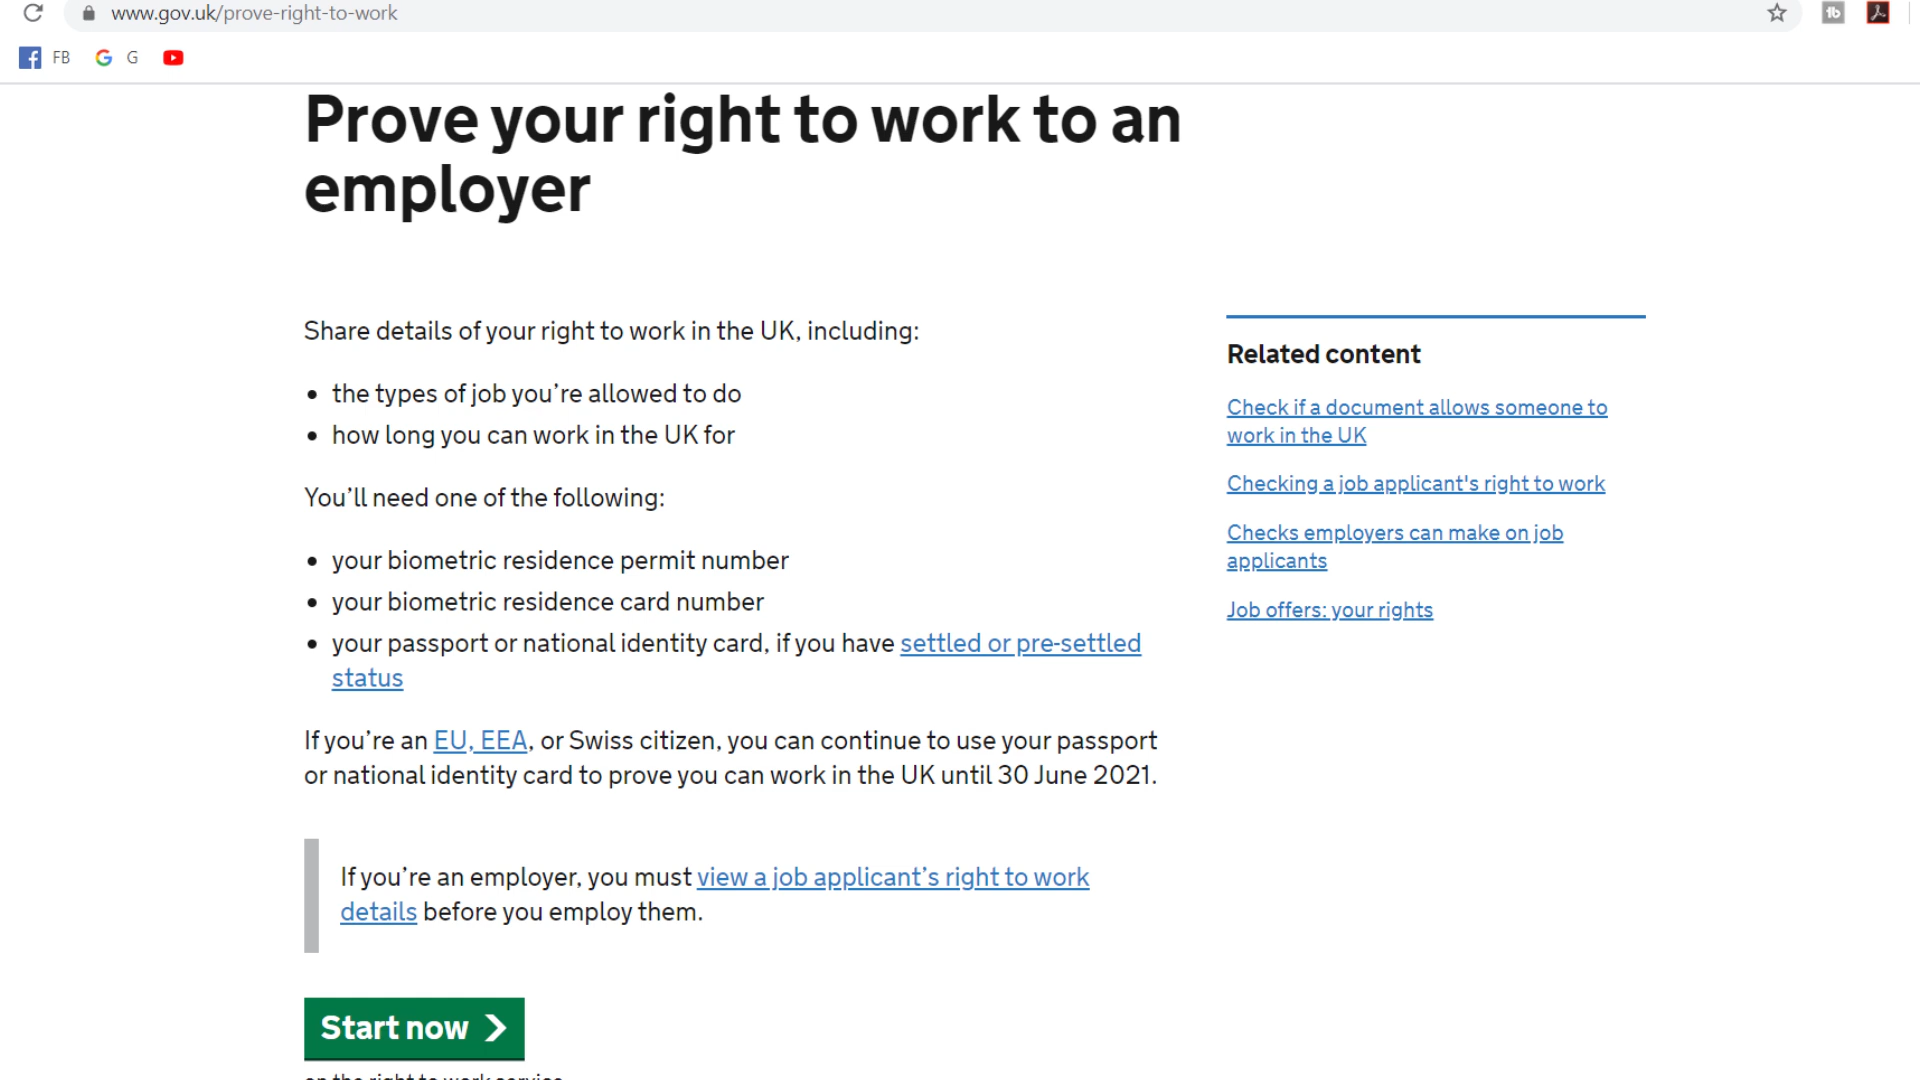 www.gov.uk/prove-right-to-work
FB G
Prove your right to work to an
employer
Share details of your right to work in the UK, including:
• the types of job you’re allowed to do
• how long you can work in the UK for
You’ll need one of the following:
• your biometric residence permit number
• your biometric residence card number
• your passport or national identity card, if you have settled or pre-settled
status
If you’re an EU, EEA, or Swiss citizen, you can continue to use your passport
or national identity card to prove you can work in the UK until 30 June 2021.
If you’re an employer, you must view a job applicant’s right to work
details before you employ them.
Start now
on the right to work service
Related content
Check if a document allows someone to
work in the UK
Checking a job applicant's right to work
Checks employers can make on job
applicants
Job offers: your rights